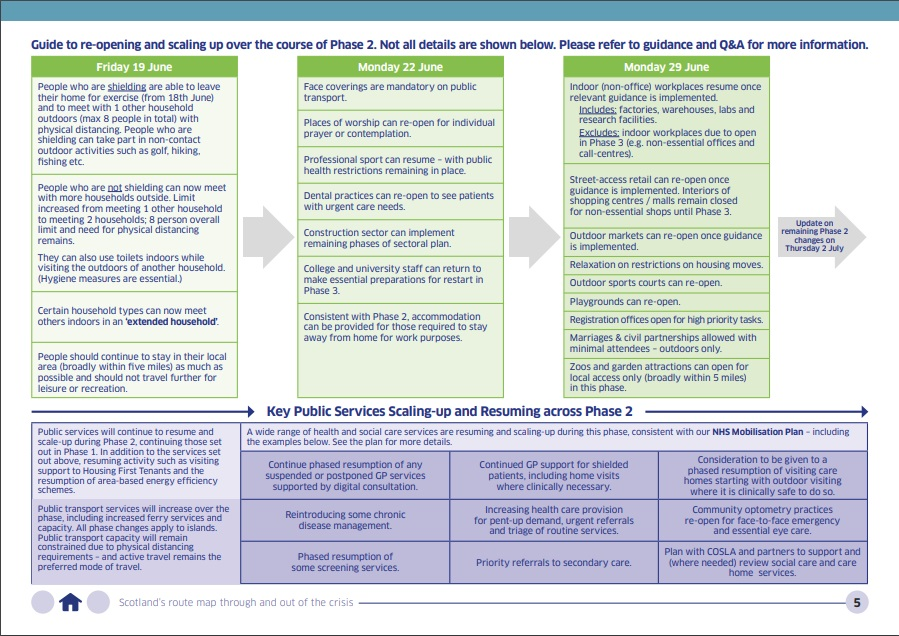 Guide to re-opening and scaling up over the course of Phase 2. Not all details are shown below. Please refer to guidance and Q&A for more information.
Friday 19 June
People who are shielding are able to leave
their home for exercise (from 18th June)
and to meet with 1 other household
outdoors (max 8 people in total) with
physical distancing. People who are
shielding can take part in non-contact
outdoor activities such as golf, hiking,
fishing etc.
People who are not shielding can now meet
with more households outside. Limit
increased from meeting 1 other household
to meeting 2 households; 8 person overall
limit and need for physical distancing
remains.
They can also use toilets indoors while
visiting the outdoors of another household.
(Hygiene measures are essential.)
Certain household types can now meet
others indoors in an 'extended household'.
People should continue to stay in their local
area (broadly within five miles) as much as
possible and should not travel further for
leisure or recreation.
Monday 22 June
Face coverings are mandatory on public
transport.
Places of worship can re-open for individual
prayer or contemplation.
Professional sport can resume – with public
health restrictions remaining in place.
Dental practices can re-open to see patients
with urgent care needs.
Construction sector can implement
remaining phases of sectoral plan.
College and university staff can return to
make essential preparations for restart in
Phase 3.
Consistent with Phase 2, accommodation
can be provided for those required to stay
away from home for work purposes.
Monday 29 June
Indoor (non-office) workplaces resume once
relevant guidance is implemented.
Includes: factories, warehouses, labs and
research facilities.
Excludes: indoor workplaces due to open
in Phase 3 (e.g. non-essential offices and
call-centres).
Street-access retail can re-open once
guidance is implemented. Interiors of
shopping centres / malls remain closed
for non-essential shops until Phase 3.
Outdoor markets can re-open once guidance
is implemented.
Relaxation on restrictions on housing moves.
Outdoor sports courts can re-open.
Playgrounds can re-open.
Registration offices open for high priority tasks.
Marriages & civil partnerships allowed with
minimal attendees – outdoors only.
Zoos and garden attractions can open for
local access only (broadly within 5 miles)
in this phase.
Update on
remaining Phase 2
changes on
Thursday 2 July
Key Public Services Scaling-up and Resuming across Phase 2
Public services will continue to resume and
scale-up during Phase 2, continuing those set
out in Phase 1. In addition to the services set
out above, resuming activity such as visiting
support to Housing First Tenants and the
resumption of area-based energy efficiency
schemes.
Public transport services will increase over the
phase, including increased ferry services and
capacity. All phase changes apply to islands.
Public transport capacity will remain
constrained due to physical distancing
requirements – and active travel remains the
preferred mode of travel.
A wide range of health and social care services are resuming and scaling-up during this phase, consistent with our NHS Mobilisation Plan – including
the examples below. See the plan for more details.
Continue phased resumption of any
suspended or postponed GP services
supported by digital consultation.
Continued GP support for shielded
patients, including home visits
where clinically necessary.
Consideration to be given to a
phased resumption of visiting care
homes starting with outdoor visiting
where it is clinically safe to do so.
Reintroducing some chronic
disease management.
Increasing health care provision
for pent-up demand, urgent referrals
and triage of routine services.
Community optometry practices
re-open for face-to-face emergency
and essential eye care.
Phased resumption of
some screening services.
Priority referrals to secondary care.
Plan with COSLA and partners to support and
(where needed) review social care and care
home services.
Scotland's route map through and out of the crisis
5